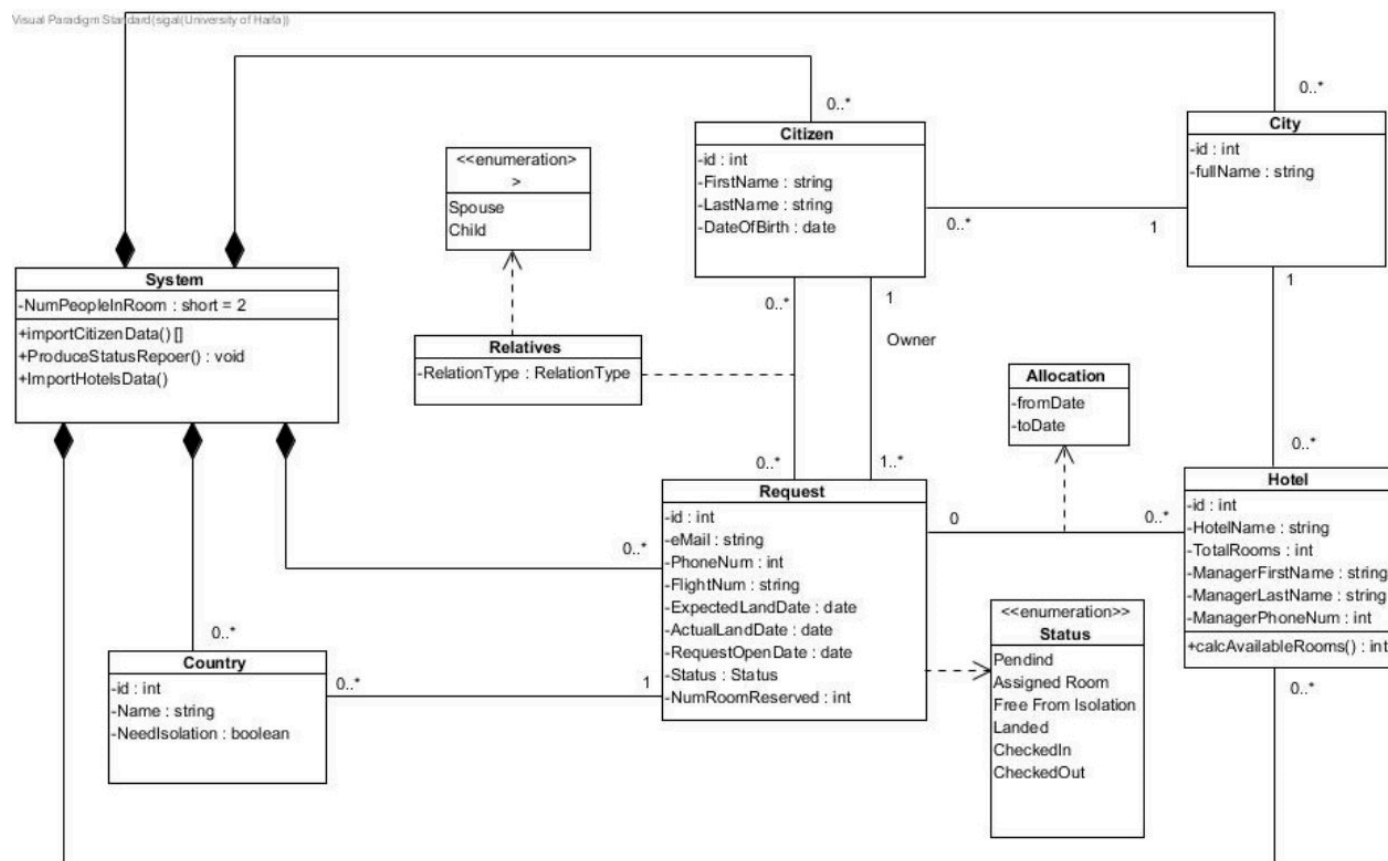 Visual Paradigm Standard(sigal(University of Haifa))
0..*
0..*
Citizen
-id : int
-FirstName : string
-LastName : string
-DateOfBirth : date
City
-id : int
-fullName : string
<<enumeration>
>
Spouse
Child
0..*
1
System
-NumPeopleInRoom : short = 2
+importCitizenData() []
+ProduceStatusRepoer() : void
+ImportHotelsData()
0..*
1
1
Owner
Relatives
-RelationType : RelationType
Allocation
-fromDate
-toDate
0..*
1..*
0..*
Request
-id : int
-eMail : string
-PhoneNum : int
-FlightNum : string
-ExpectedLandDate : date
-ActualLandDate : date
-RequestOpenDate : date
-Status : Status
-NumRoomReserved : int
0
0..*
Hotel
-id : int
-HotelName : string
-TotalRooms : int
-ManagerFirstName : string
-ManagerLastName : string
-ManagerPhoneNum : int
+calcAvailableRooms() : int
0..*
0..*
<<enumeration>>
Status
Pendind
Assigned Room
Free From Isolation
Landed
CheckedIn
CheckedOut
0..*
Country
-id : int
-Name : string
-NeedIsolation : boolean
0..*
1